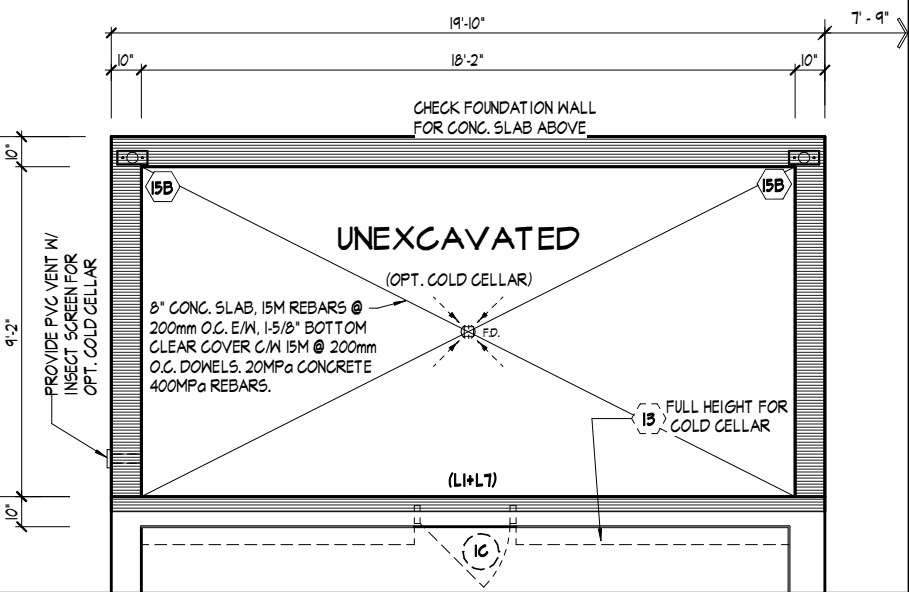 19'-10"
7' - 9"
10"
18'-2"
10"
CHECK FOUNDATION WALL
FOR CONC. SLAB ABOVE
10"
15B
15B
UNEXCAVATED
(OPT. COLD CELLAR)
PROVIDE PVC VENT W/
INSECT SCREEN FOR
OPT. COLD CELLAR
9'-2"
8" CONC. SLAB, 15M REBARS @
200mm O.C. E/W, 1-5/8" BOTTOM
CLEAR COVER C/W 15M @ 200mm
O.C. DOWELS. 20MPa CONCRETE
400MPa REBARS.
F.D.
13
FULL HEIGHT FOR
COLD CELLAR
(L1+L7)
10"
1C